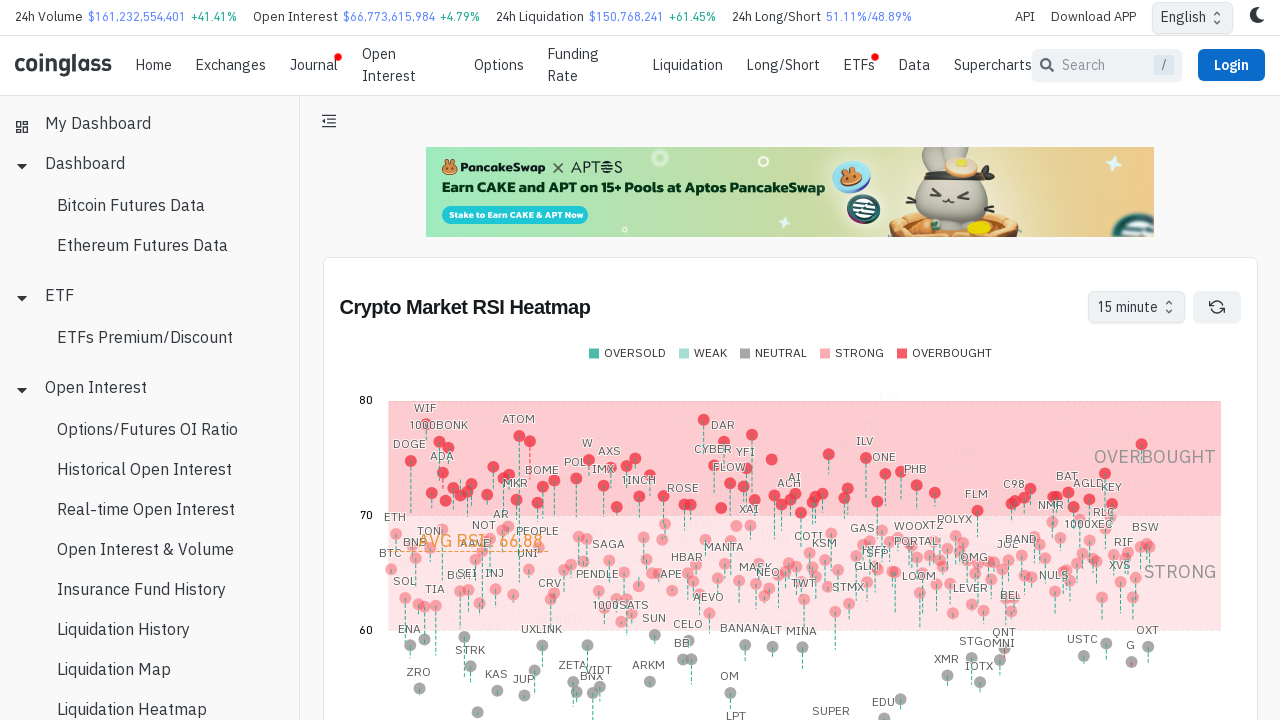 24h Volume $161,232,554,401 +41.41% Open Interest $66,773,615,984 +4.79% 24h Liquidation $150,768,241 +61.45% 24h Long/Short 51.11%/48.89% API Download APP English
coinglass Home Exchanges Journal Open Interest Options Funding Rate Liquidation Long/Short ETFs Data Supercharts Search / Login
My Dashboard
Dashboard
Bitcoin Futures Data
Ethereum Futures Data
ETF
ETFs Premium/Discount
Open Interest
Options/Futures OI Ratio
Historical Open Interest
Real-time Open Interest
Open Interest & Volume
Insurance Fund History
Liquidation History
Liquidation Map
Liquidation Heatmap
PancakeSwap × APTOS
Earn CAKE and APT on 15+ Pools at Aptos PancakeSwap
Stake to Earn CAKE & APT Now
Crypto Market RSI Heatmap
15 minute
OVERSOLD WEAK NEUTRAL STRONG OVERBOUGHT
80
WIF
ATOM
1000BONK
DAR
DOGE
W
ILV
ADA
AXS
CYBER
YFI
ONE
OVERBOUGHT
BOME
POL
IMX
FLOW
PHB
MKR
1INCH
ACH
AI
BAT
C98
AGLD
KEY
ROSE
FLM
70
ETH
AR
XAI
NMR
RLC
TON
NOT
PEOPLE
GAS
WOO
XTZ
POLYX
1000XEC
BSW
AVG RSI : 66.88
BNB
AAVE
SAGA
MANTA
COTI
KSM
PORTAL
JOE
BAND
RIF
BTC
UNI
HBAR
SFP
OMG
SOL
SEI
INJ
PENDLE
APE
MASK
NEO
GLM
LOOM
NULS
XVS
STRONG
TIA
CRV
AEVO
TWT
STMX
LEVER
BEL
1000SATS
60
ENA
UXLINK
SUN
CELO
BANANA
ALT
MINA
QNT
OXT
STRK
BB
STG
OMNI
USTC
G
ZRO
KAS
JUP
ZETA
VIDT
BNX
ARKM
OM
XMR
IOTX
EDU
LPT
SUPER